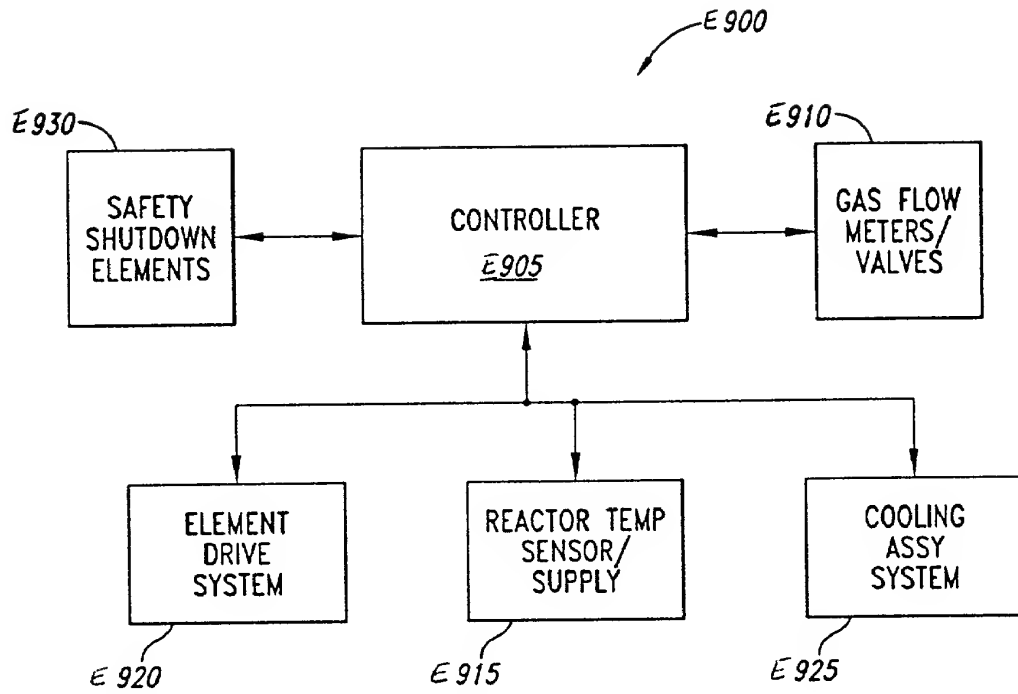 E900
E930
E910
SAFETY
SHUTDOWN
ELEMENTS
CONTROLLER
E905
GAS FLOW
METERS/
VALVES
ELEMENT
DRIVE
SYSTEM
REACTOR TEMP
SENSOR/
SUPPLY
COOLING
ASSY
SYSTEM
E920
E915
E925